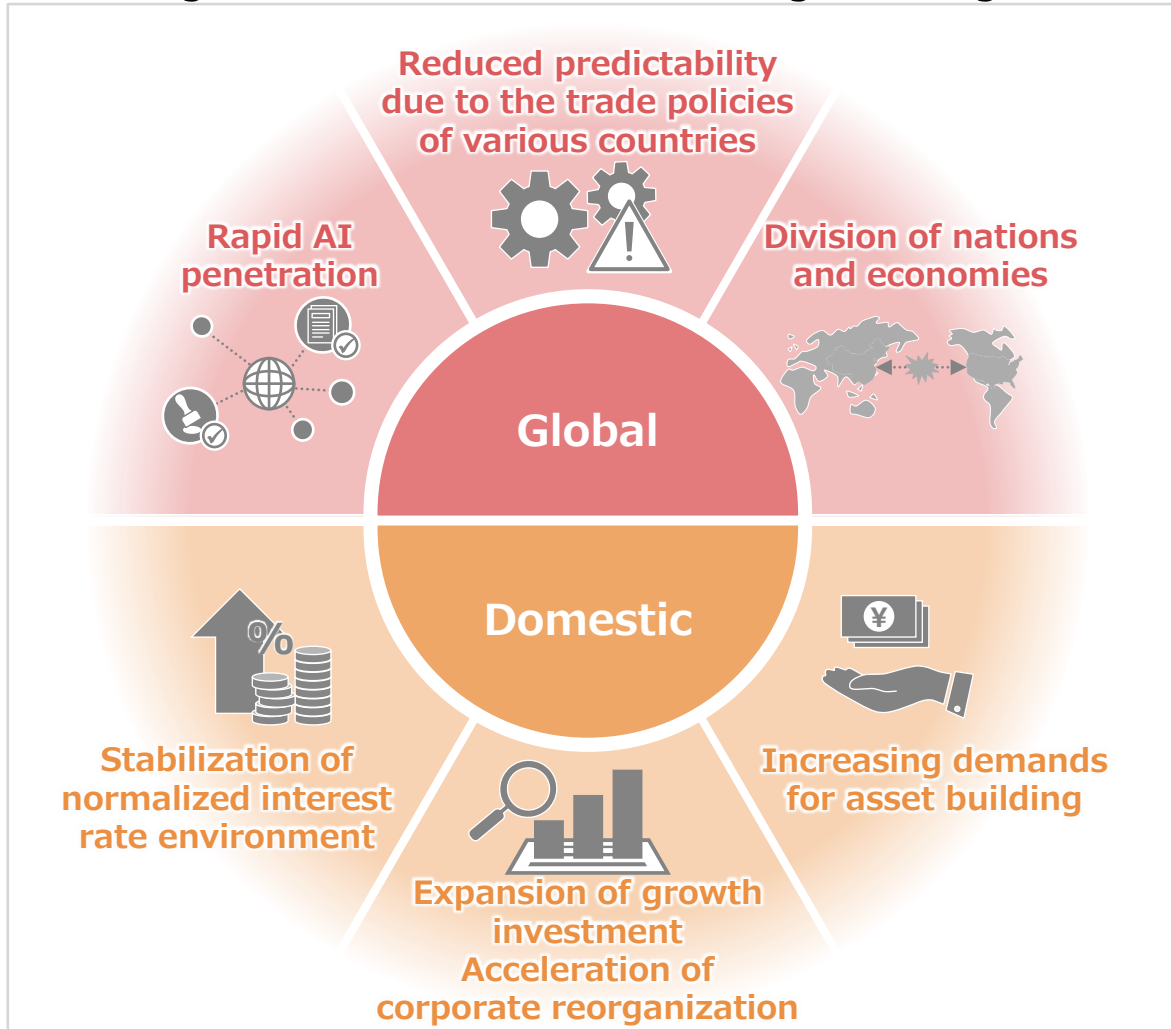 Reduced predictability
due to the trade policies
of various countries
Rapid AI
penetration
Division of nations
and economies
Global
Domestic
%
¥
Stabilization of
normalized interest
rate environment
Increasing demands
for asset building
Expansion of growth
investment
Acceleration of
corporate reorganization